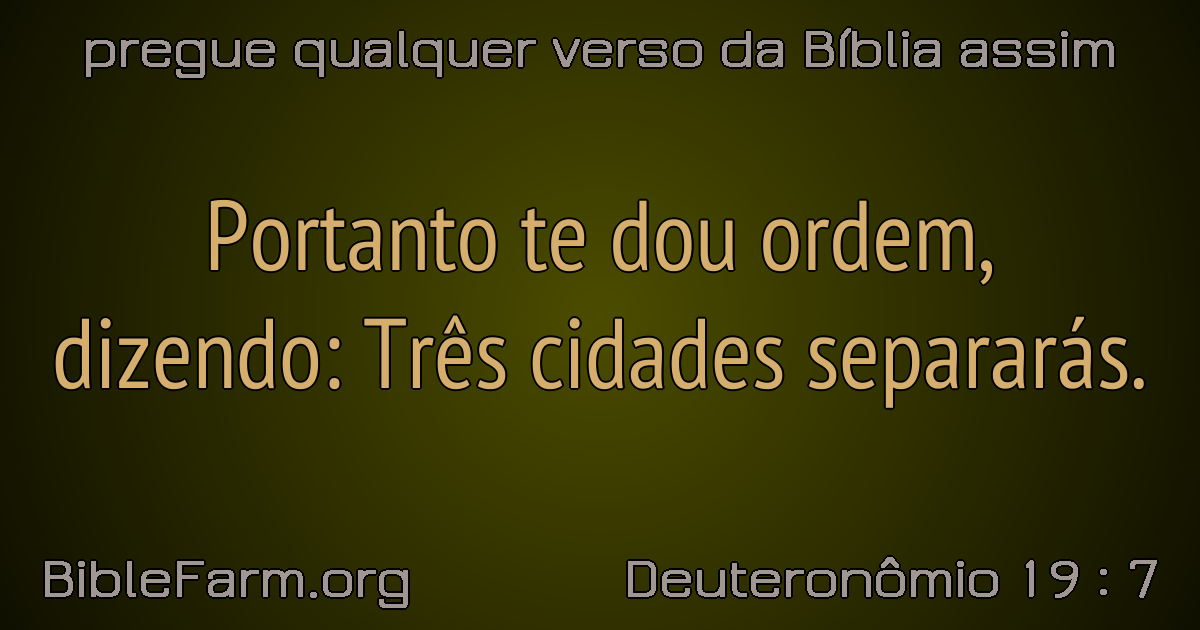 pregue qualquer verso da Bíblia assim
Portanto te dou ordem,
dizendo: Três cidades separarás.
BibleFarm.org
Deuteronômio 19 : 7